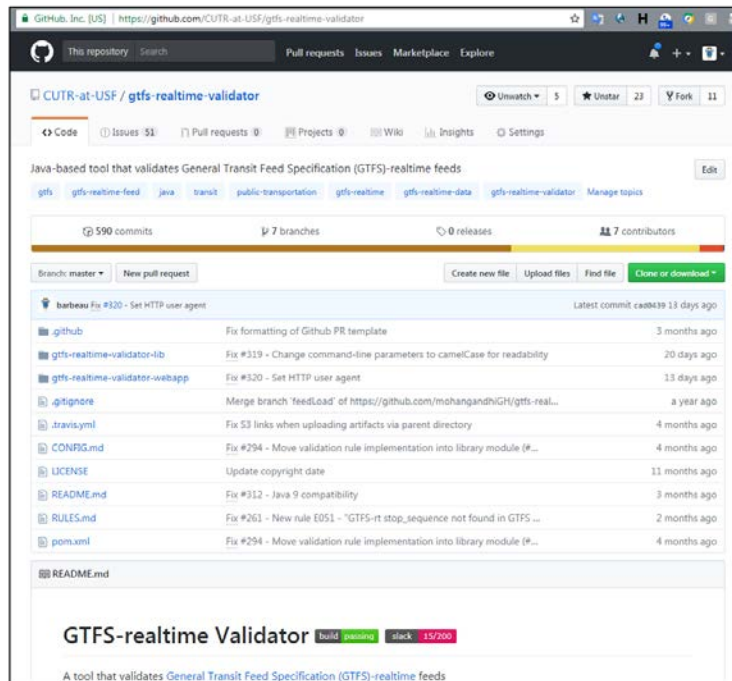 GitHub, Inc. [US] | https://github.com/CUTR-at-USF/gtfs-realtime-validator
This repository Search Pull requests Issues Marketplace Explore
CUTR-at-USF / gtfs-realtime-validator Unwatch 5 Unstar 23 Fork 11
Code Issues 51 Pull requests 0 Projects 0 Wiki Insights Settings
Java-based tool that validates General Transit Feed Specification (GTFS)-realtime feeds Edit
gtfs gtfs-realtime-feed java transit public-transportation gtfs-realtime gtfs-realtime-data gtfs-realtime-validator Manage topics
590 commits 7 branches 0 releases 7 contributors
Branch: master New pull request Create new file Upload files Find file Clone or download
barbeau Fix #320 - Set HTTP user agent Latest commit cad0439 13 days ago
.github Fix formatting of Github PR template 3 months ago
gtfs-realtime-validator-lib Fix #319 - Change command-line parameters to camelCase for readability 20 days ago
gtfs-realtime-validator-webapp Fix #320 - Set HTTP user agent 13 days ago
.gitignore Merge branch 'feedLoad' of https://github.com/mohangandhiGH/gtfs-real... a year ago
.travis.yml Fix S3 links when uploading artifacts via parent directory 4 months ago
CONFIG.md Fix #294 - Move validation rule implementation into library module (#... 4 months ago
LICENSE Update copyright date 11 months ago
README.md Fix #312 - Java 9 compatibility 3 months ago
RULES.md Fix #261 - New rule E051 - "GTFS-rt stop_sequence not found in GTFS ... 2 months ago
pom.xml Fix #294 - Move validation rule implementation into library module (#... 4 months ago
README.md
GTFS-realtime Validator build passing slack 15/200
A tool that validates General Transit Feed Specification (GTFS)-realtime feeds